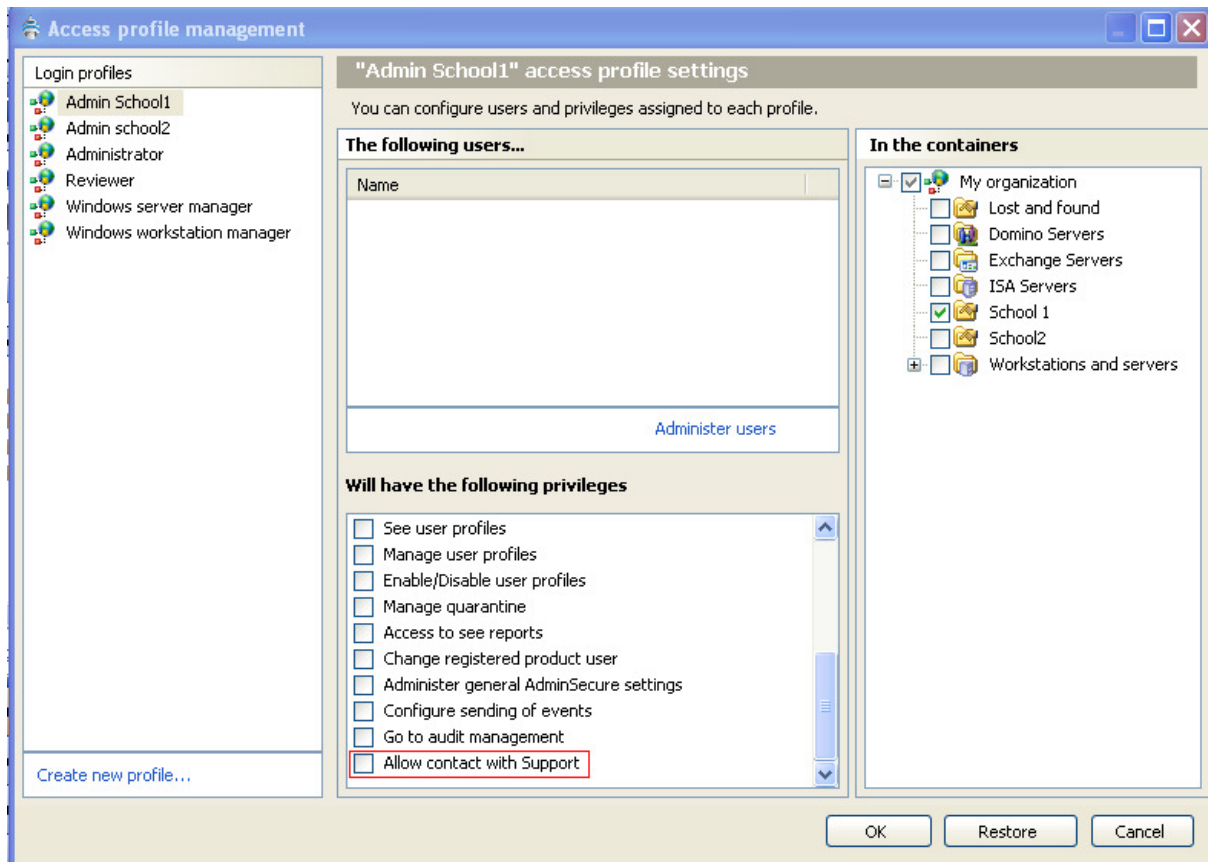 Access profile management
Login profiles
Admin School1
Admin school2
Administrator
Reviewer
Windows server manager
Windows workstation manager
Create new profile...
"Admin School1" access profile settings
You can configure users and privileges assigned to each profile.
The following users...
Name
Administer users
Will have the following privileges
See user profiles
Manage user profiles
Enable/Disable user profiles
Manage quarantine
Access to see reports
Change registered product user
Administer general AdminSecure settings
Configure sending of events
Go to audit management
Allow contact with Support
In the containers
My organization
Lost and found
Domino Servers
Exchange Servers
ISA Servers
School 1
School2
Workstations and servers
OK
Restore
Cancel